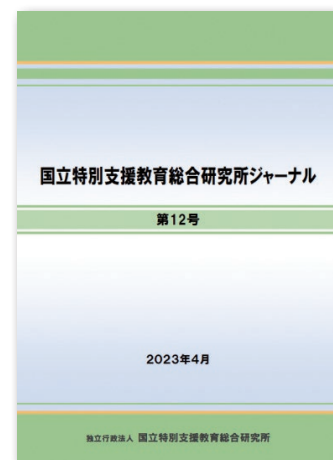 国立特別支援教育総合研究所ジャーナル
第12号
2023年4月
独立行政法人 国立特別支援教育総合研究所